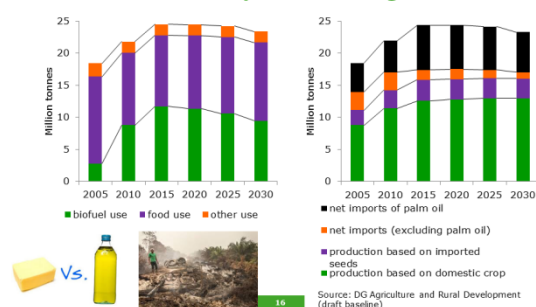 Million tonnes
25
20
15
10
5
0
2005 2010 2015 2020 2025 2030
biofuel use food use other use
Million tonnes
25
20
15
10
5
0
2005 2010 2015 2020 2025 2030
net imports of palm oil
net imports (excluding palm oil)
production based on imported
seeds
production based on domestic crop
Vs.
16
Source: DG Agriculture and Rural Development
(draft baseline)